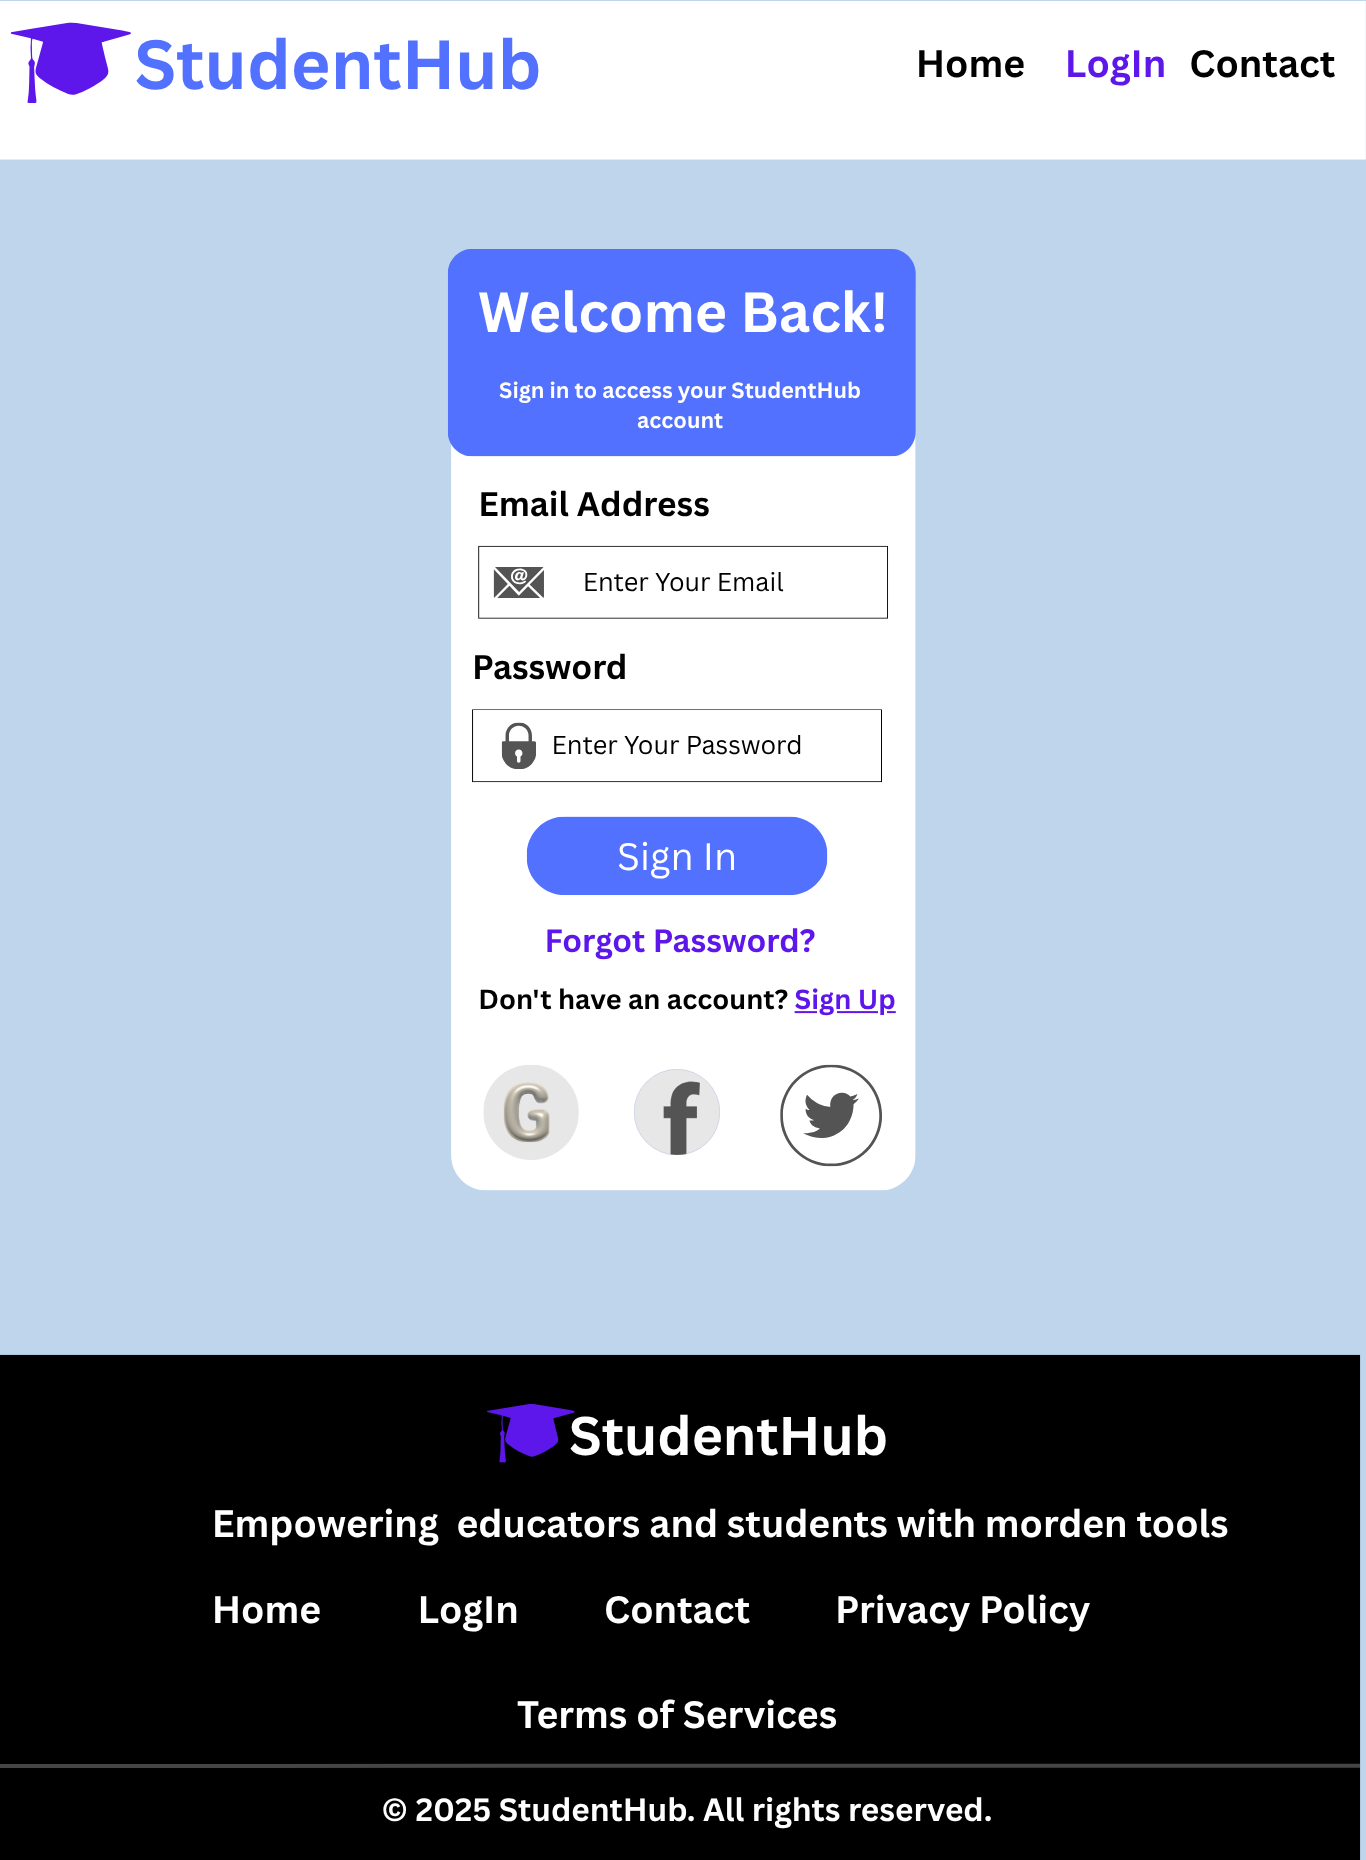 StudentHub
Home LogIn Contact
Welcome Back!
Sign in to access your StudentHub
account
Email Address
@ Enter Your Email
Password
Enter Your Password
Sign In
Forgot Password?
Don't have an account? Sign Up
G f
StudentHub
Empowering educators and students with morden tools
Home LogIn Contact Privacy Policy
Terms of Services
© 2025 StudentHub. All rights reserved.